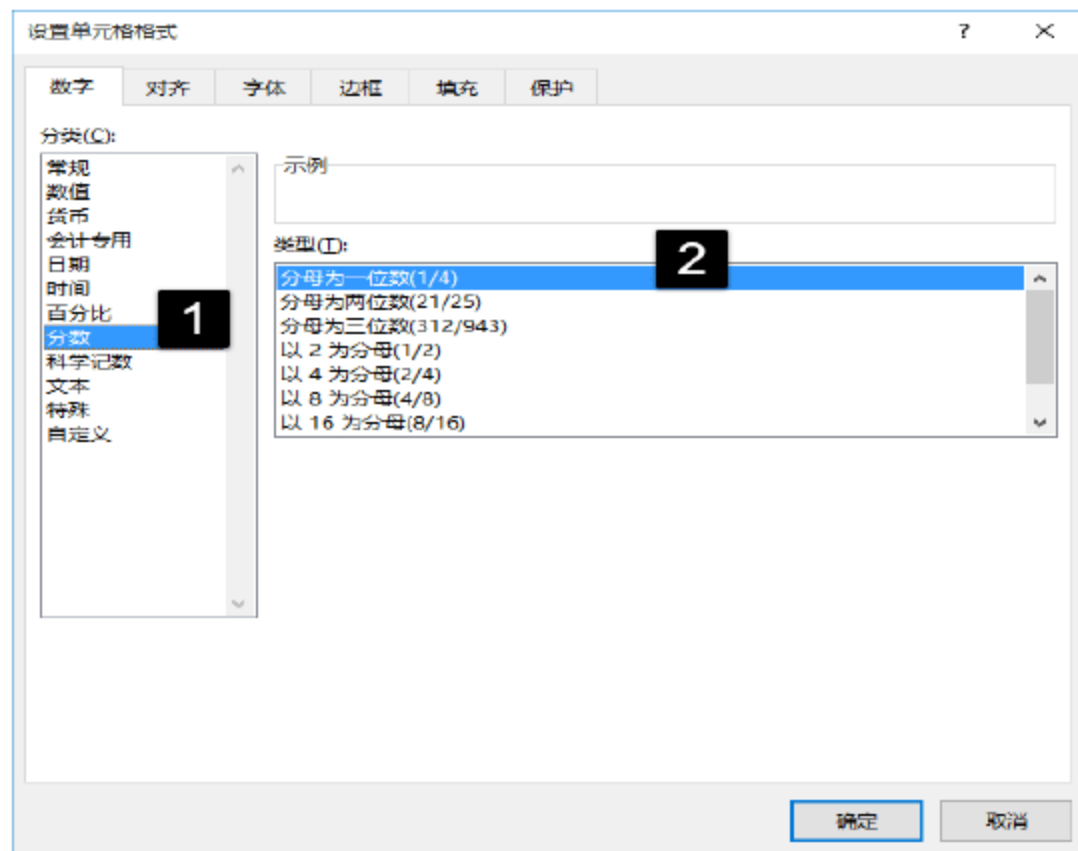 设置单元格格式
数字 对齐 字体 边框 填充 保护
分类(C):
常规
数值
货币
会计专用
日期
时间
百分比
分数
科学记数
文本
特殊
自定义
1
示例
类型(T):
2
分母为一位数(1/4)
分母为两位数(21/25)
分母为三位数(312/943)
以 2 为分母(1/2)
以 4 为分母(2/4)
以 8 为分母(4/8)
以 16 为分母(8/16)
确定 取消